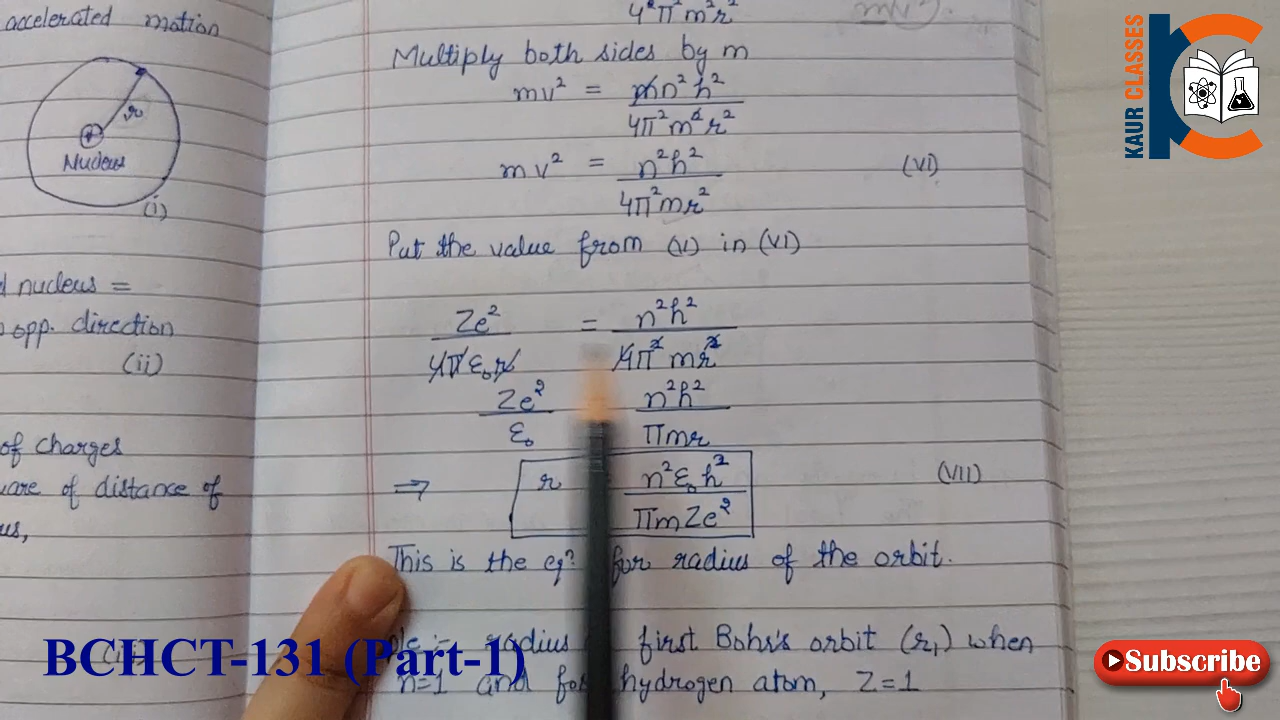 accelerated motion
r
Nucleus
(i)
nucleus =
opp. direction
(ii)
of charges
uare of distance of
us,
4²π²m²r²
mv²
Multiply both sides by m
mv² = mn²h² / 4π²m²r²
mv² = n²h² / 4π²mr² (VI)
Put the value from (V) in (VI)
Ze² / 4πε₀r = n²h² / 4π²mr²
Ze² / ε₀ n²h² / πmr
⇒ r n²ε₀h² / πmZe² (VII)
This is the eqⁿ for radius of the orbit.
radius first Bohr's orbit (r₁) when
n=1 and for hydrogen atom, Z=1
BCHCT-131 (Part-1)
KAUR CLASSES
Subscribe